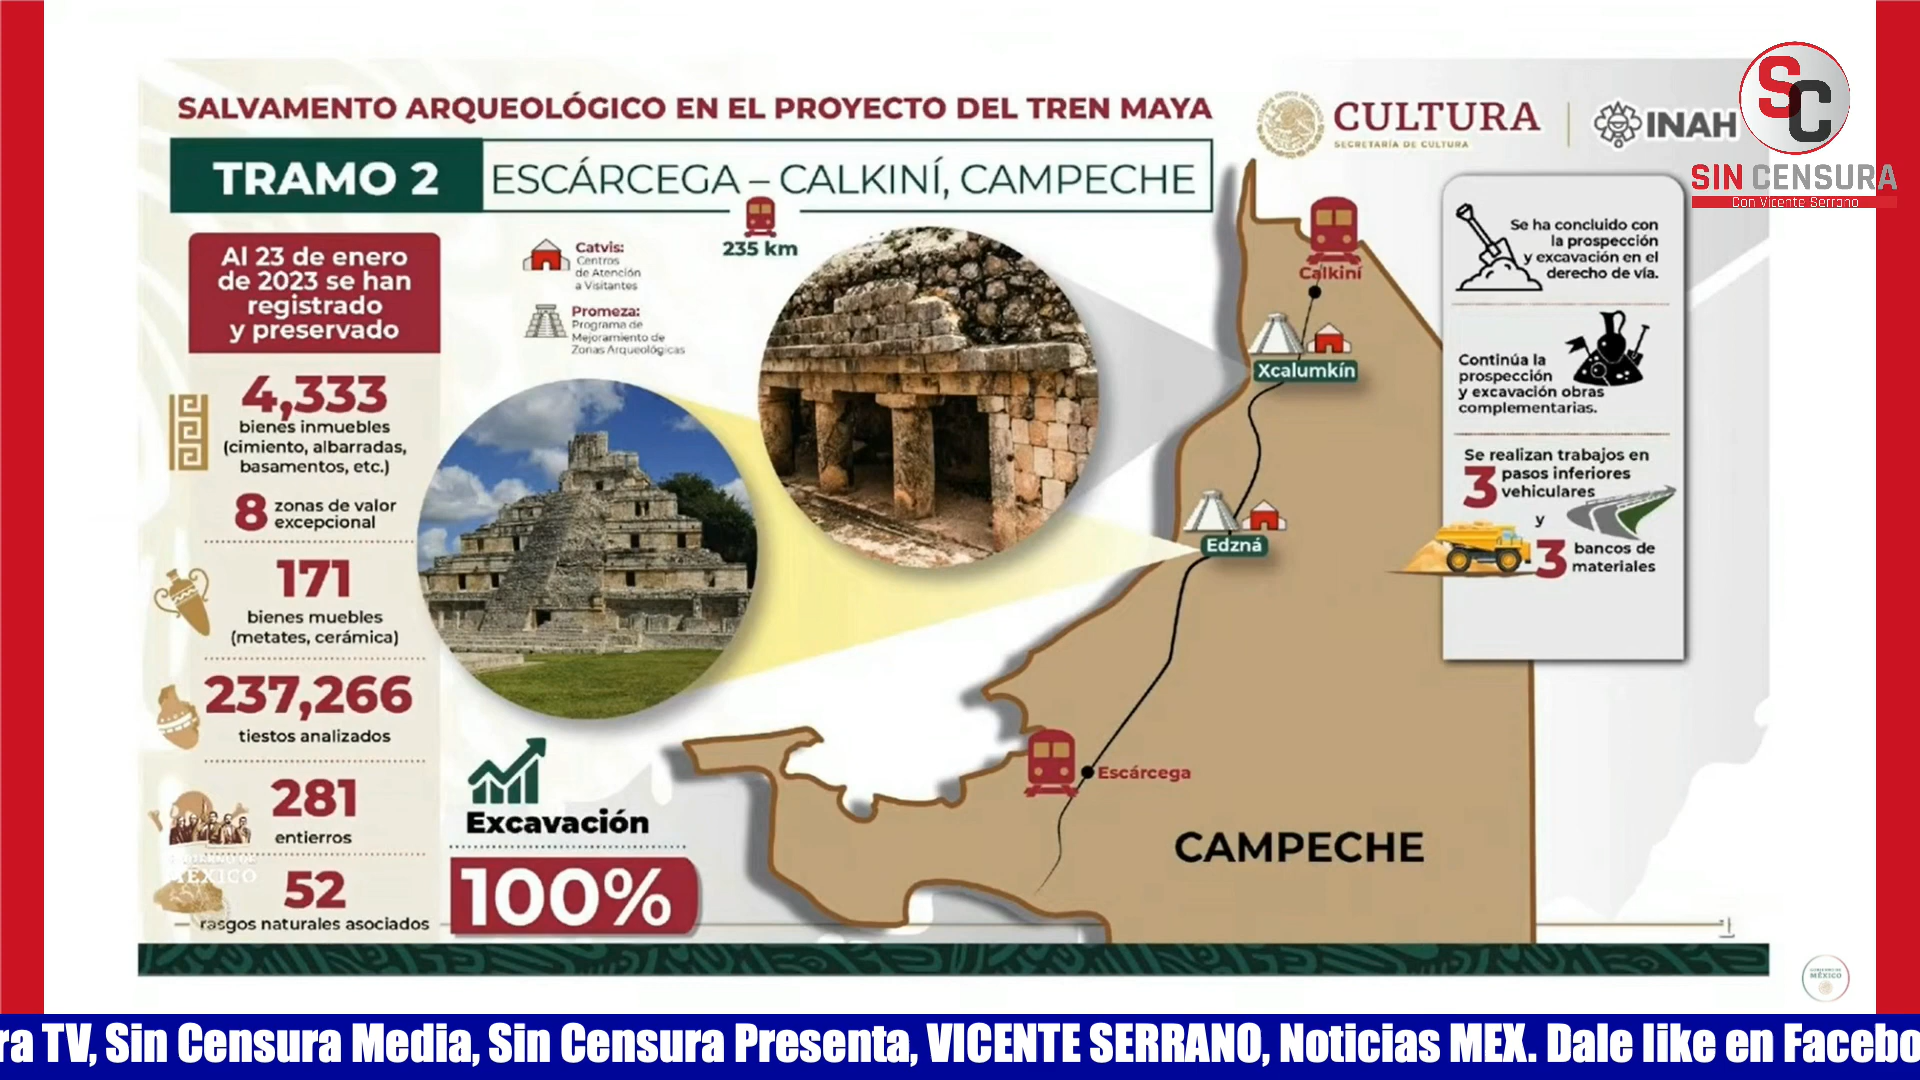 SALVAMENTO ARQUEOLÓGICO EN EL PROYECTO DEL TREN MAYA
TRAMO 2
ESCÁRCEGA – CALKINÍ, CAMPECHE
235 km
CULTURA
SECRETARÍA DE CULTURA
INAH
SC
SIN CENSURA
Con Vicente Serrano
Al 23 de enero
de 2023 se han
registrado
y preservado
4,333
bienes inmuebles
(cimiento, albarradas,
basamentos, etc.)
8 zonas de valor
excepcional
171
bienes muebles
(metates, cerámica)
237,266
tiestos analizados
281
entierros
52
rasgos naturales asociados
MÉXICO
Catvis:
Centros
de Atención
a Visitantes
Promeza:
Programa de
Mejoramiento de
Zonas Arqueológicas
Excavación
100%
Calkiní
Xcalumkín
Edzná
Escárcega
CAMPECHE
Se ha concluido con
la prospección
y excavación en el
derecho de vía.
Continúa la
prospección
y excavación obras
complementarias.
Se realizan trabajos en
3 pasos inferiores
vehiculares
y
3 bancos de
materiales
1
GOBIERNO DE
MÉXICO
ra TV, Sin Censura Media, Sin Censura Presenta, VICENTE SERRANO, Noticias MEX. Dale like en Facebo